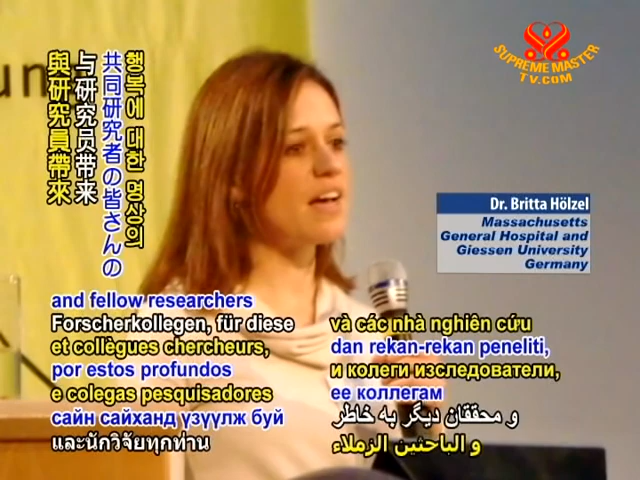 SUPREME MASTER
TV.COM
與研究員帶來
与研究员带来
共同研究者の皆さんの
행복에 대한 명상의
Dr. Britta Hölzel
Massachusetts
General Hospital and
Giessen University
Germany
and fellow researchers
Forscherkollegen, für diese
et collègues chercheurs,
por estos profundos
e colegas pesquisadores
сайн сайханд үзүүлж буй
และนักวิจัยทุกท่าน
và các nhà nghiên cứu
dan rekan-rekan peneliti,
и колеги изследователи,
ее коллегам
و محققان دیگر به خاطر
و الباحثين الزملاء